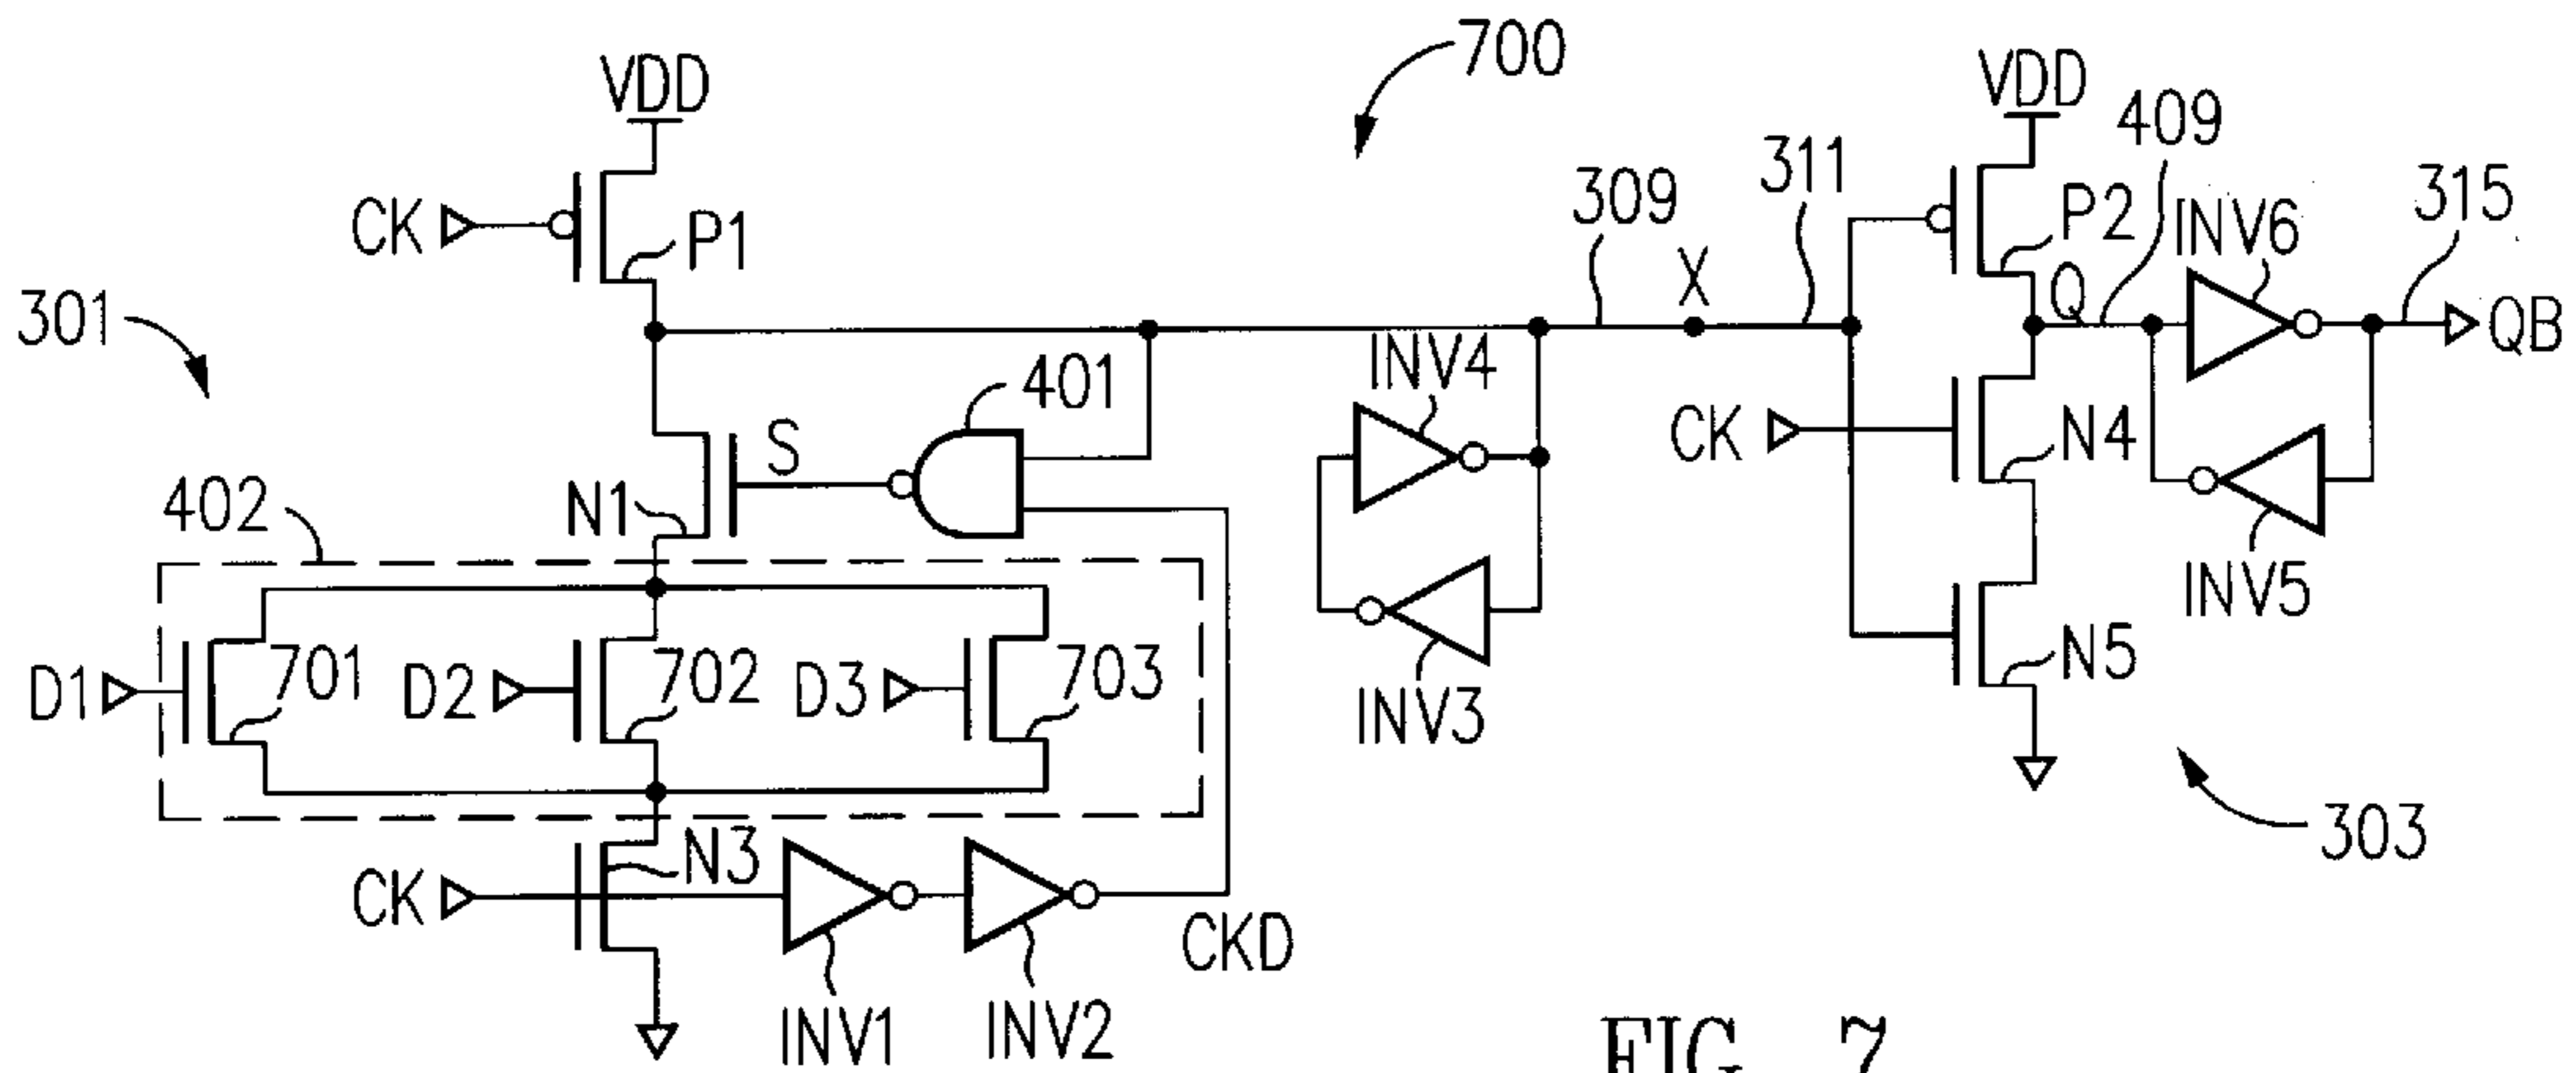 700
VDD
VDD
409
311
309
315
CK
P1
P2
INV6
X
Q
QB
301
INV4
401
S
CK
N4
402
N1
INV5
D1
701
D2
702
D3
703
INV3
N5
N3
303
CK
CKD
INV1
INV2
FIG. 7